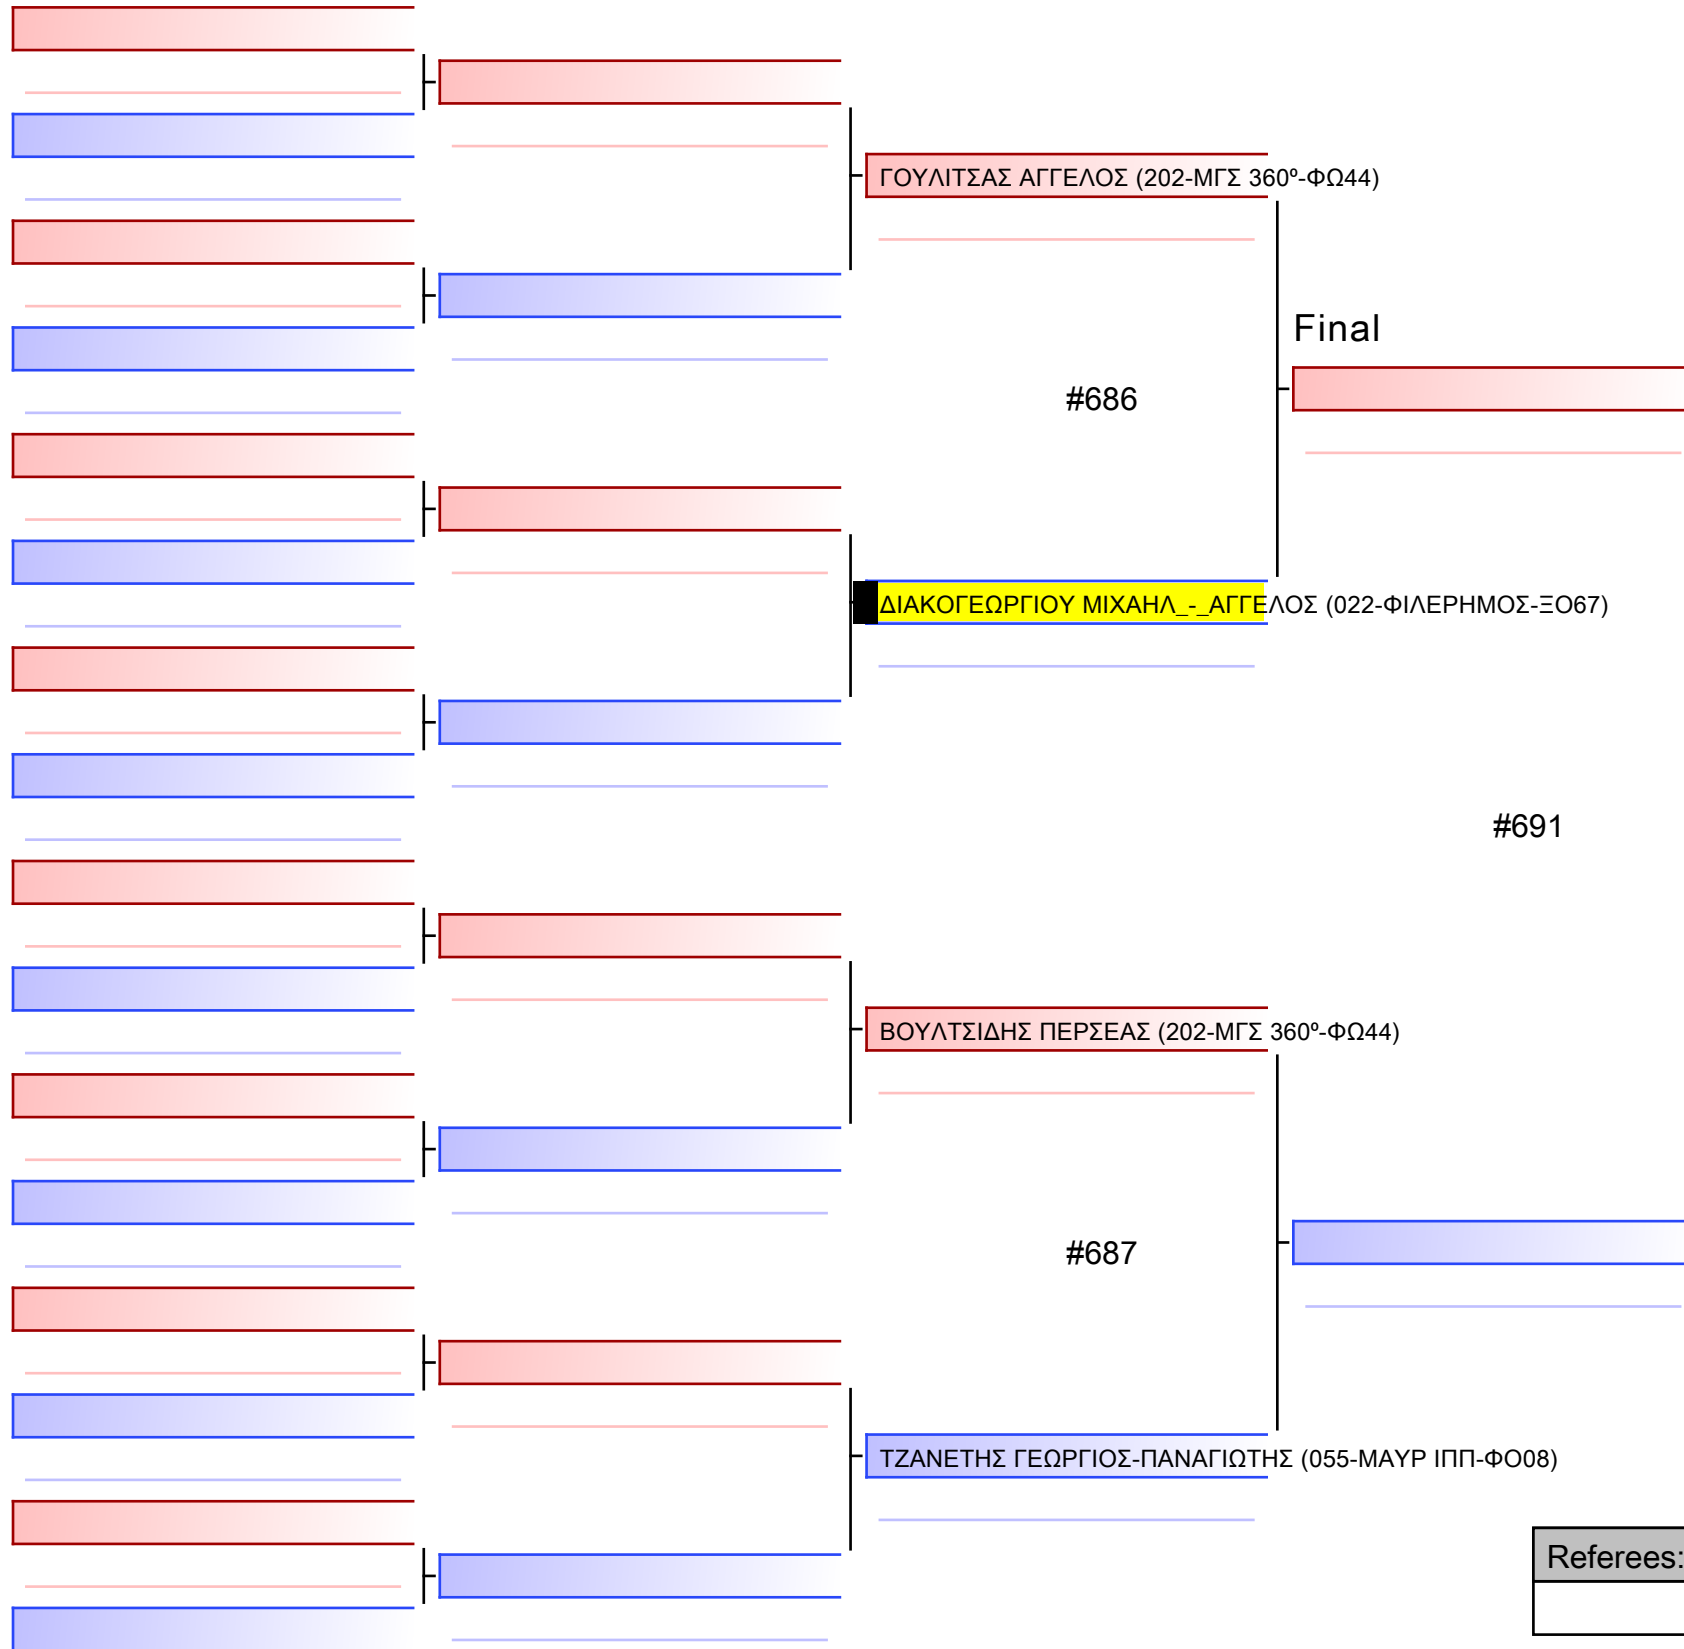 ΓΟΥΛΙΤΣΑΣ ΑΓΓΕΛΟΣ (202-ΜΓΣ 360º-ΦΩ44)
Final
#686
ΔΙΑΚΟΓΕΩΡΓΙΟΥ ΜΙΧΑΗΛ_-_ΑΓΓΕΛΟΣ (022-ΦΙΛΕΡΗΜΟΣ-ΞΟ67)
#691
ΒΟΥΛΤΣΙΔΗΣ ΠΕΡΣΕΑΣ (202-ΜΓΣ 360º-ΦΩ44)
#687
ΤΖΑΝΕΤΗΣ ΓΕΩΡΓΙΟΣ-ΠΑΝΑΓΙΩΤΗΣ (055-ΜΑΥΡ ΙΠΠ-ΦΟ08)
Referees: